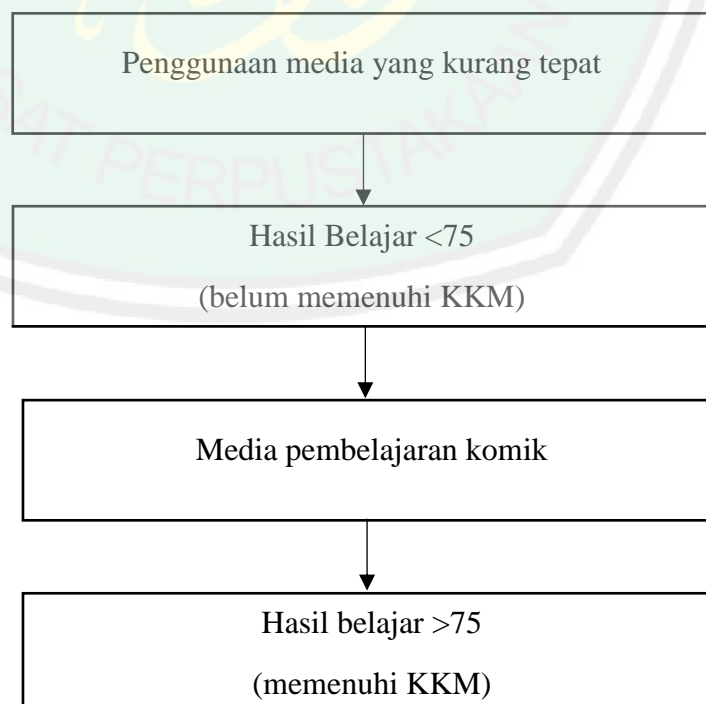 Penggunaan media yang kurang tepat
Hasil Belajar <75
(belum memenuhi KKM)
Media pembelajaran komik
Hasil belajar >75
(memenuhi KKM)
PERPUSTAKAAN